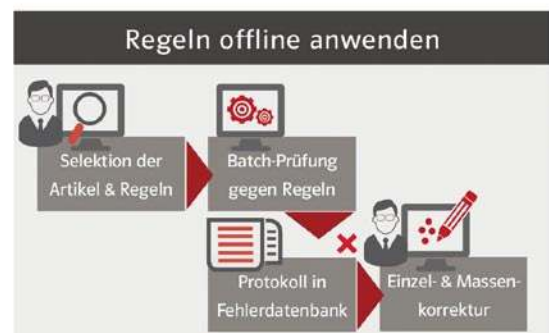 Regeln offline anwenden
Selektion der
Artikel & Regeln
Batch-Prüfung
gegen Regeln
Protokoll in
Fehlerdatenbank
Einzel- & Massen-
korrektur